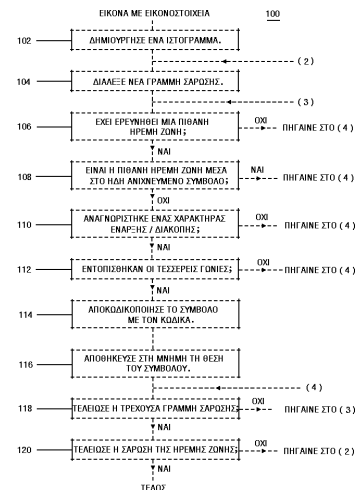 ΕΙΚΟΝΑ ΜΕ ΕΙΚΟΝΟΣΤΟΙΧΕΙΑ
100
102 ΔΗΜΙΟΥΡΓΗΣΕ ΕΝΑ ΙΣΤΟΓΡΑΜΜΑ.
(2)
104 ΔΙΑΛΕΞΕ ΝΕΑ ΓΡΑΜΜΗ ΣΑΡΩΣΗΣ.
(3)
106 ΕΧΕΙ ΕΡΕΥΝΗΘΕΙ ΜΙΑ ΠΙΘΑΝΗ
ΗΡΕΜΗ ΖΩΝΗ; ΟΧΙ ΠΗΓΑΙΝΕ ΣΤΟ (4)
ΝΑΙ
108 ΕΙΝΑΙ Η ΠΙΘΑΝΗ ΗΡΕΜΗ ΖΩΝΗ ΜΕΣΑ
ΣΤΟ ΗΔΗ ΑΝΙΧΝΕΥΜΕΝΟ ΣΥΜΒΟΛΟ; ΝΑΙ ΠΗΓΑΙΝΕ ΣΤΟ (4)
ΟΧΙ
110 ΑΝΑΓΝΩΡΙΣΤΗΚΕ ΕΝΑΣ ΧΑΡΑΚΤΗΡΑΣ
ΕΝΑΡΞΗΣ / ΔΙΑΚΟΠΗΣ; ΟΧΙ ΠΗΓΑΙΝΕ ΣΤΟ (4)
ΝΑΙ
112 ΕΝΤΟΠΙΣΘΗΚΑΝ ΟΙ ΤΕΣΣΕΡΕΙΣ ΓΩΝΙΕΣ; ΟΧΙ ΠΗΓΑΙΝΕ ΣΤΟ (4)
ΝΑΙ
114 ΑΠΟΚΩΔΙΚΟΠΟΙΗΣΕ ΤΟ ΣΥΜΒΟΛΟ
ΜΕ ΤΟΝ ΚΩΔΙΚΑ.
116 ΑΠΟΘΗΚΕΥΣΕ ΣΤΗ ΜΝΗΜΗ ΤΗ ΘΕΣΗ
ΤΟΥ ΣΥΜΒΟΛΟΥ.
(4)
118 ΤΕΛΕΙΩΣΕ Η ΤΡΕΧΟΥΣΑ ΓΡΑΜΜΗ ΣΑΡΩΣΗΣ; ΟΧΙ ΠΗΓΑΙΝΕ ΣΤΟ (3)
ΝΑΙ
120 ΤΕΛΕΙΩΣΕ Η ΣΑΡΩΣΗ ΤΗΣ ΗΡΕΜΗΣ ΖΩΝΗΣ; ΟΧΙ ΠΗΓΑΙΝΕ ΣΤΟ (2)
ΝΑΙ
ΤΕΛΟΣ